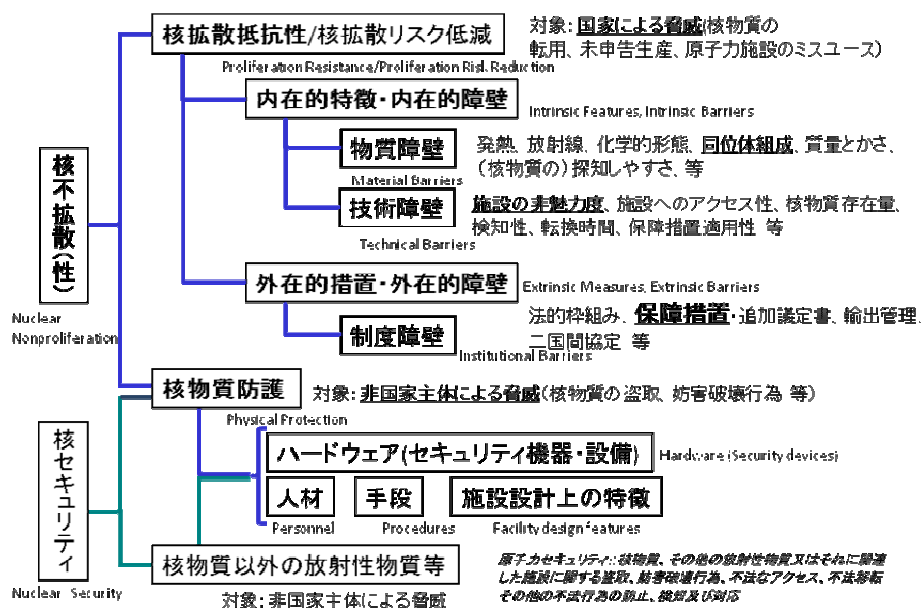 核拡散抵抗性/核拡散リスク低減
Proliferation Resistance/Proliferation Risk Reduction
対象: 国家による脅威(核物質の
転用、未申告生産、原子力施設のミスユース)
内在的特徴・内在的障壁
Intrinsic Features, Intrinsic Barriers
物質障壁
Material Barriers
発熱、放射線、化学的形態、同位体組成、質量とかさ、
(核物質の)探知しやすさ、等
技術障壁
Technical Barriers
施設の非魅力度、施設へのアクセス性、核物質存在量、
検知性、転換時間、保障措置適用性 等
核不拡散(性)
Nuclear
Nonproliferation
外在的措置・外在的障壁
Extrinsic Measures, Extrinsic Barriers
制度障壁
Institutional Barriers
法的枠組み、保障措置・追加議定書、輸出管理、
二国間協定 等
核物質防護
Physical Protection
対象: 非国家主体による脅威(核物質の盗取、妨害破壊行為 等)
ハードウェア(セキュリティ機器・設備)
Hardware (Security devices)
人材
Personnel
手段
Procedures
施設設計上の特徴
Facility design features
核セキュリティ
Nuclear Security
核物質以外の放射性物質等
対象: 非国家主体による脅威
原子力セキュリティ:核物質、その他の放射性物質又はそれに関連
した施設に関する盗取、妨害破壊行為、不法なアクセス、不法移転
その他の不法行為の防止、検知及び対応